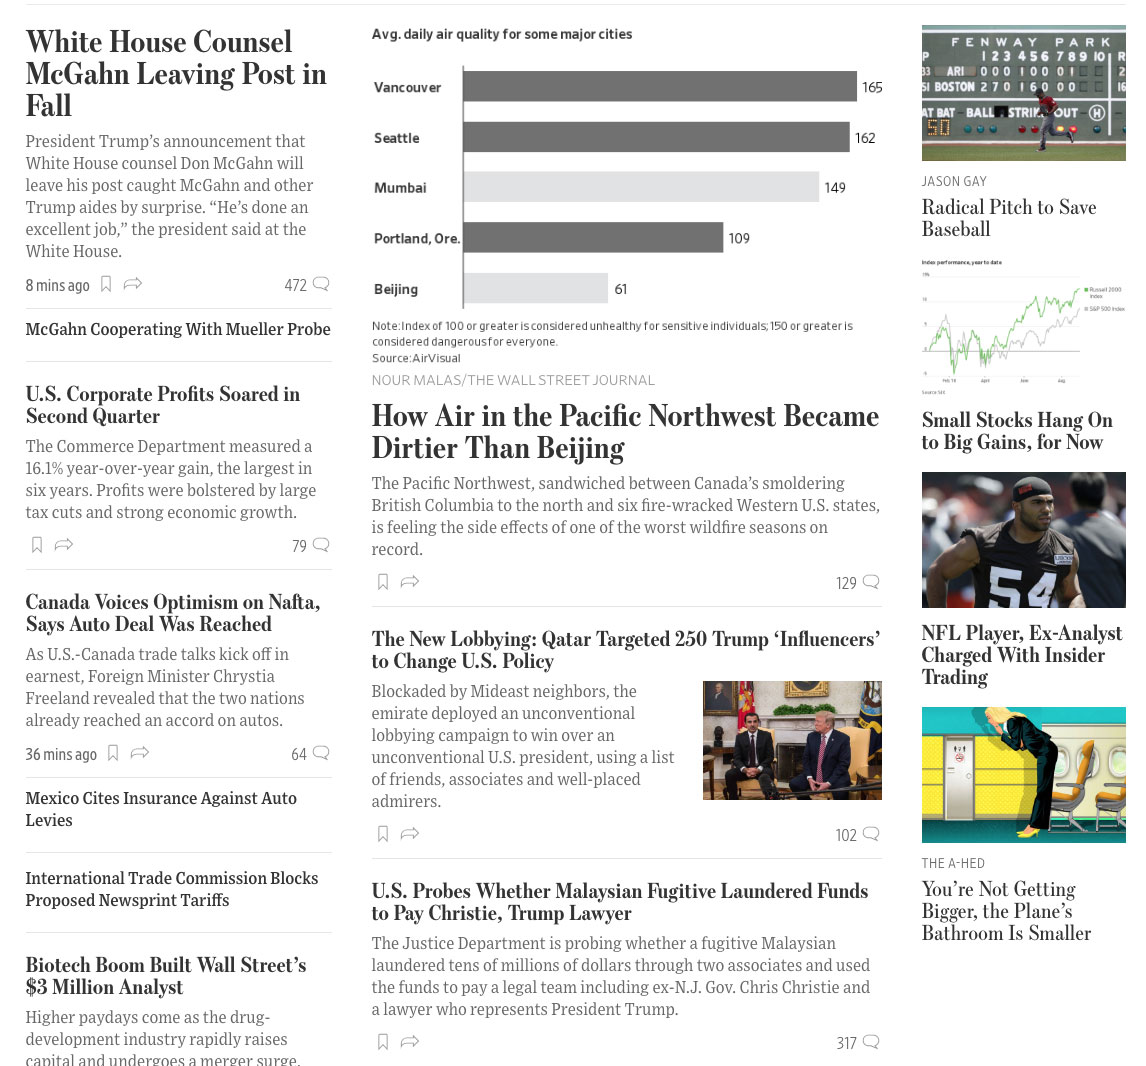 White House Counsel
McGahn Leaving Post in
Fall
President Trump’s announcement that
White House counsel Don McGahn will
leave his post caught McGahn and other
Trump aides by surprise. “He’s done an
excellent job,” the president said at the
White House.
8 mins ago
472
McGahn Cooperating With Mueller Probe
U.S. Corporate Profits Soared in
Second Quarter
The Commerce Department measured a
16.1% year-over-year gain, the largest in
six years. Profits were bolstered by large
tax cuts and strong economic growth.
79
Canada Voices Optimism on Nafta,
Says Auto Deal Was Reached
As U.S.-Canada trade talks kick off in
earnest, Foreign Minister Chrystia
Freeland revealed that the two nations
already reached an accord on autos.
36 mins ago
64
Mexico Cites Insurance Against Auto
Levies
International Trade Commission Blocks
Proposed Newsprint Tariffs
Biotech Boom Built Wall Street’s
$3 Million Analyst
Higher paydays come as the drug-
development industry rapidly raises
capital and undergoes a merger surge.
Avg. daily air quality for some major cities
Vancouver 165
Seattle 162
Mumbai 149
Portland, Ore. 109
Beijing 61
Note: Index of 100 or greater is considered unhealthy for sensitive individuals; 150 or greater is
considered dangerous for everyone.
Source: AirVisual
NOUR MALAS/THE WALL STREET JOURNAL
How Air in the Pacific Northwest Became
Dirtier Than Beijing
The Pacific Northwest, sandwiched between Canada’s smoldering
British Columbia to the north and six fire-wracked Western U.S. states,
is feeling the side effects of one of the worst wildfire seasons on
record.
129
The New Lobbying: Qatar Targeted 250 Trump ‘Influencers’
to Change U.S. Policy
Blockaded by Mideast neighbors, the
emirate deployed an unconventional
lobbying campaign to win over an
unconventional U.S. president, using a list
of friends, associates and well-placed
admirers.
102
U.S. Probes Whether Malaysian Fugitive Laundered Funds
to Pay Christie, Trump Lawyer
The Justice Department is probing whether a fugitive Malaysian
laundered tens of millions of dollars through two associates and used
the funds to pay a legal team including ex-N.J. Gov. Chris Christie and
a lawyer who represents President Trump.
317
FENWAY PARK
P 1 2 3 4 5 6 7 8 9 10 R
33 ARI 0 0 0 1 0 0 0 1
51 BOSTON 2 7 0 1 6 0 0 0 16
AT BAT BALL STRIK OUT H
50
JASON GAY
Radical Pitch to Save
Baseball
Index performance, year to date
Russell 2000
Index
S&P 500 Index
Feb. '18 April June Aug.
Small Stocks Hang On
to Big Gains, for Now
54
NFL Player, Ex-Analyst
Charged With Insider
Trading
THE A-HED
You’re Not Getting
Bigger, the Plane’s
Bathroom Is Smaller